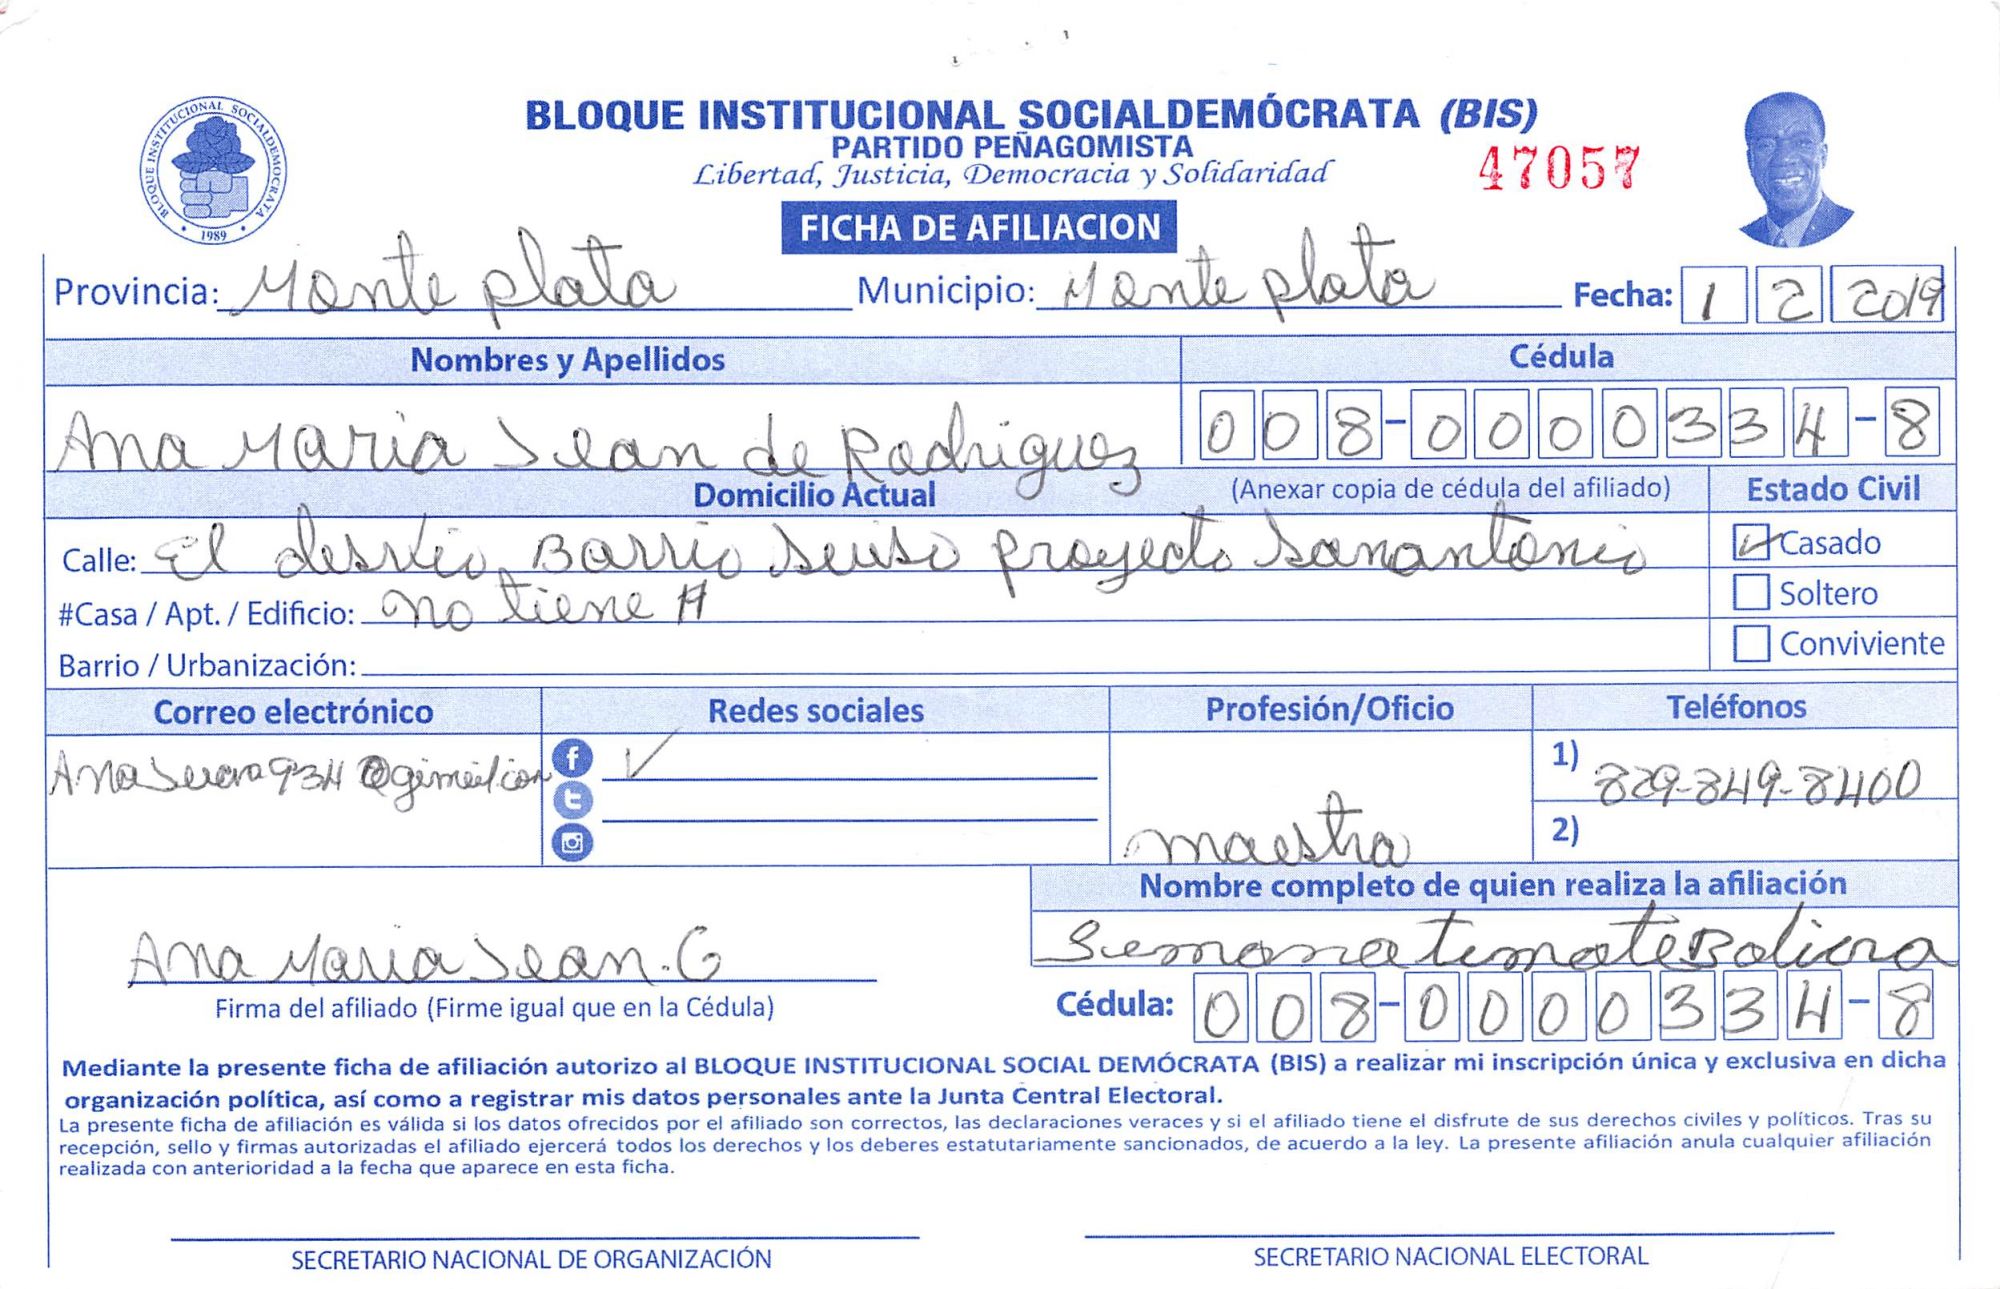 BLOQUE INSTITUCIONAL SOCIALDEMOCRATA
1989
BLOQUE INSTITUCIONAL SOCIALDEMÓCRATA (BIS)
PARTIDO PEÑAGOMISTA
Libertad, Justicia, Democracia y Solidaridad
47057
FICHA DE AFILIACION
Provincia: Monte plata Municipio: Monte plata Fecha: 1 2 2019
Nombres y Apellidos Cédula
Ana Maria Jean de Rodriguez 008-0000334-8
Domicilio Actual (Anexar copia de cédula del afiliado) Estado Civil
Calle: El desvio, Barrio proyecto San antonio Casado
#Casa / Apt. / Edificio: no tiene # Soltero
Barrio / Urbanización: Conviviente
Correo electrónico Redes sociales Profesión/Oficio Teléfonos
1) 829-849-8400
2)
maestra
Nombre completo de quien realiza la afiliación
Ana Maria Jean. G
Firma del afiliado (Firme igual que en la Cédula) Cédula: 008-0000334-8
Mediante la presente ficha de afiliación autorizo al BLOQUE INSTITUCIONAL SOCIAL DEMÓCRATA (BIS) a realizar mi inscripción única y exclusiva en dicha
organización política, así como a registrar mis datos personales ante la Junta Central Electoral.
La presente ficha de afiliación es válida si los datos ofrecidos por el afiliado son correctos, las declaraciones veraces y si el afiliado tiene el disfrute de sus derechos civiles y políticos. Tras su
recepción, sello y firmas autorizadas el afiliado ejercerá todos los derechos y los deberes estatutariamente sancionados, de acuerdo a la ley. La presente afiliación anula cualquier afiliación
realizada con anterioridad a la fecha que aparece en esta ficha.
SECRETARIO NACIONAL DE ORGANIZACIÓN SECRETARIO NACIONAL ELECTORAL